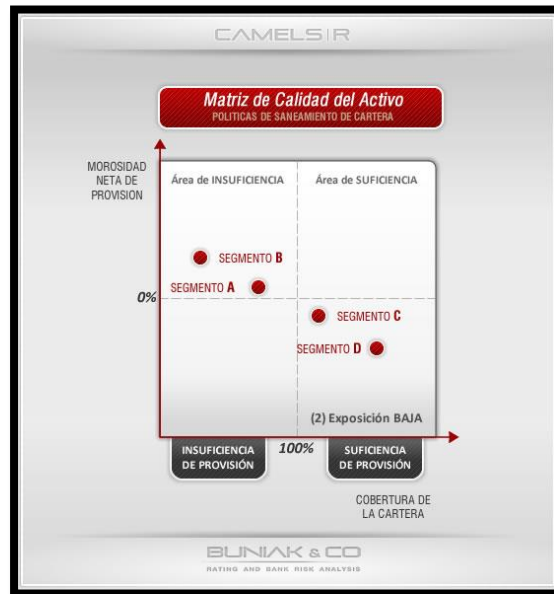 CAMELS|R
Matriz de Calidad del Activo
POLITICAS DE SANEAMIENTO DE CARTERA
MOROSIDAD
NETA DE
PROVISION
Área de INSUFICIENCIA
Área de SUFICIENCIA
SEGMENTO B
SEGMENTO A
0%
SEGMENTO C
SEGMENTO D
(2) Exposición BAJA
INSUFICIENCIA
DE PROVISIÓN
100%
SUFICIENCIA
DE PROVISIÓN
COBERTURA DE
LA CARTERA
BUNIAK & CO
RATING AND BANK RISK ANALYSIS